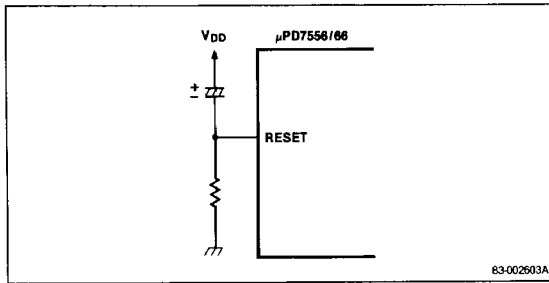 VDD
μPD7556/66
+
−
RESET
83-002603A